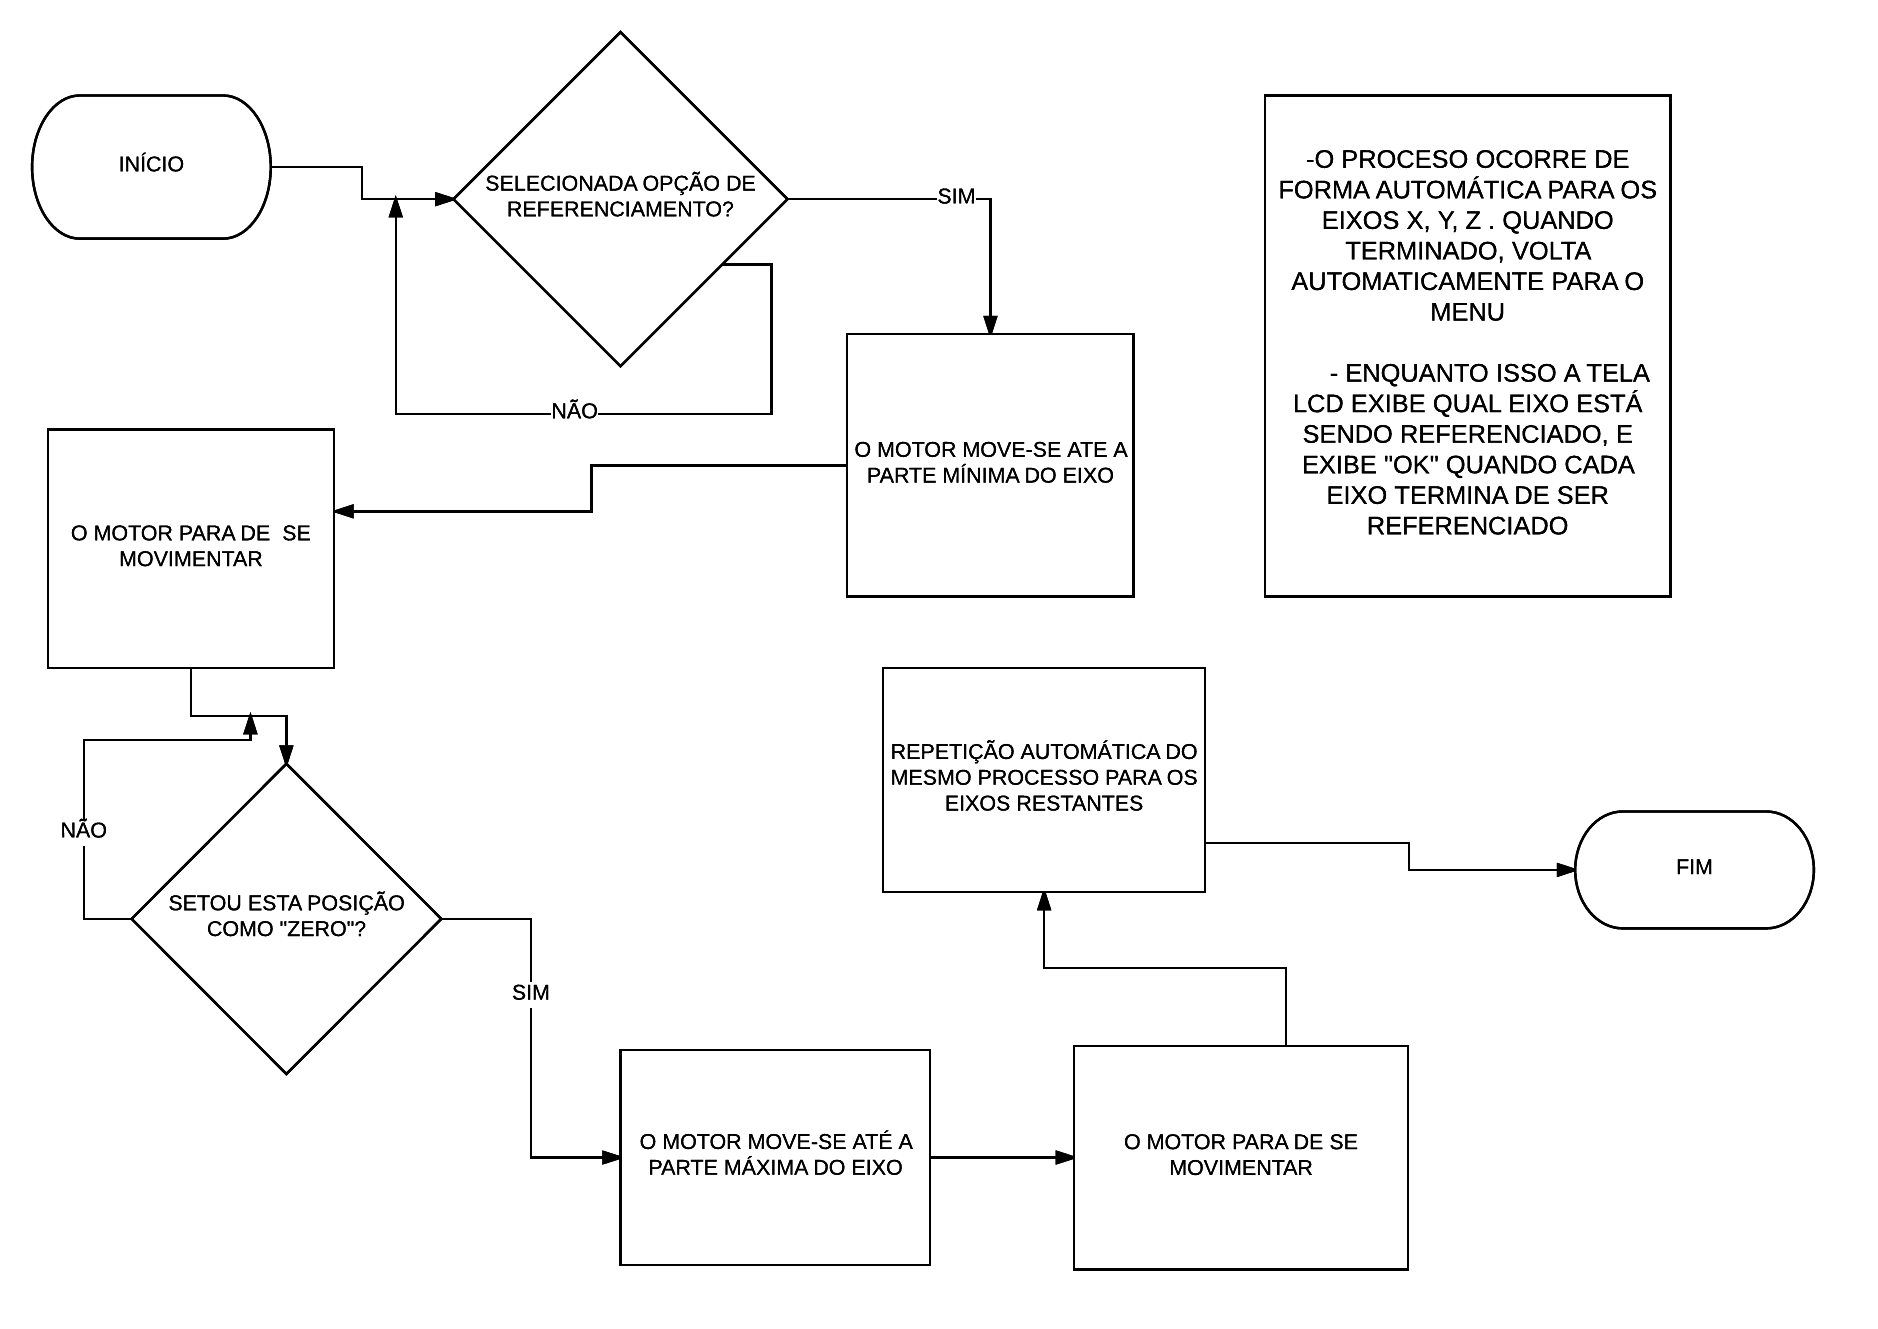 INÍCIO
SELECIONADA OPÇÃO DE
REFERENCIAMENTO?
SIM
NÃO
-O PROCESO OCORRE DE
FORMA AUTOMÁTICA PARA OS
EIXOS X, Y, Z . QUANDO
TERMINADO, VOLTA
AUTOMATICAMENTE PARA O
MENU
- ENQUANTO ISSO A TELA
LCD EXIBE QUAL EIXO ESTÁ
SENDO REFERENCIADO, E
EXIBE "OK" QUANDO CADA
EIXO TERMINA DE SER
REFERENCIADO
O MOTOR MOVE-SE ATE A
PARTE MÍNIMA DO EIXO
O MOTOR PARA DE  SE
MOVIMENTAR
NÃO
SETOU ESTA POSIÇÃO
COMO "ZERO"?
SIM
O MOTOR MOVE-SE ATÉ A
PARTE MÁXIMA DO EIXO
O MOTOR PARA DE SE
MOVIMENTAR
REPETIÇÃO AUTOMÁTICA DO
MESMO PROCESSO PARA OS
EIXOS RESTANTES
FIM